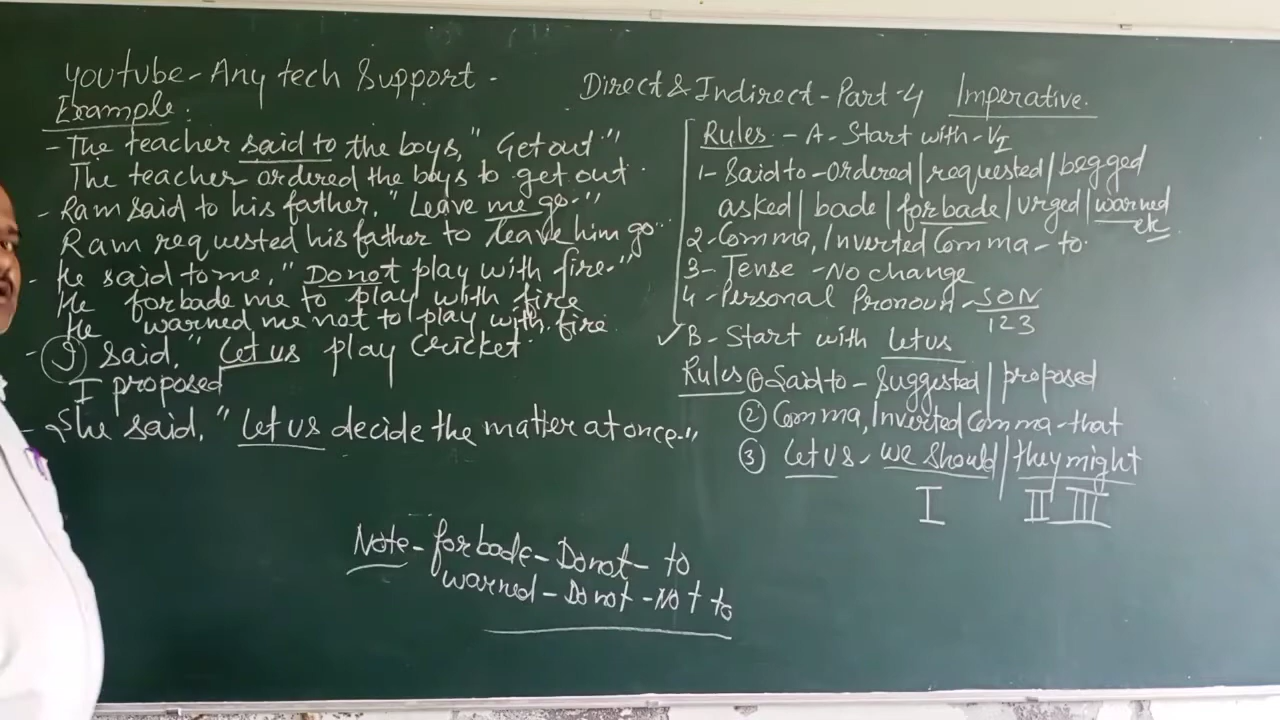 youtube - Any tech Support -
Example:
- The teacher said to the boys, "Get out."
The teacher ordered the boys to get out.
- Ram said to his father, "Leave me go."
Ram requested his father to leave him go.
- He said to me, "Do not play with fire."
He forbade me to play with fire
He warned me not to play with fire.
- I said, "Let us play Cricket.
I proposed
- She said, "Let us decide the matter at once."
Direct & Indirect - Part-4 Imperative.
Rules - A - Start with - V1
1 - Said to - Ordered | requested | begged
asked | bade | forbade | urged | warned
etc.
2 - Comma, Inverted Comma - to.
3 - Tense - No change
4 - Personal Pronoun - SON
123
✓ B - Start with Let us
Rules ① Said to - Suggested | proposed
② Comma, Inverted Comma - that
③ Let us - we should | they might
I II III
Note - forbade - Do not - to
warned - Do not - Not to